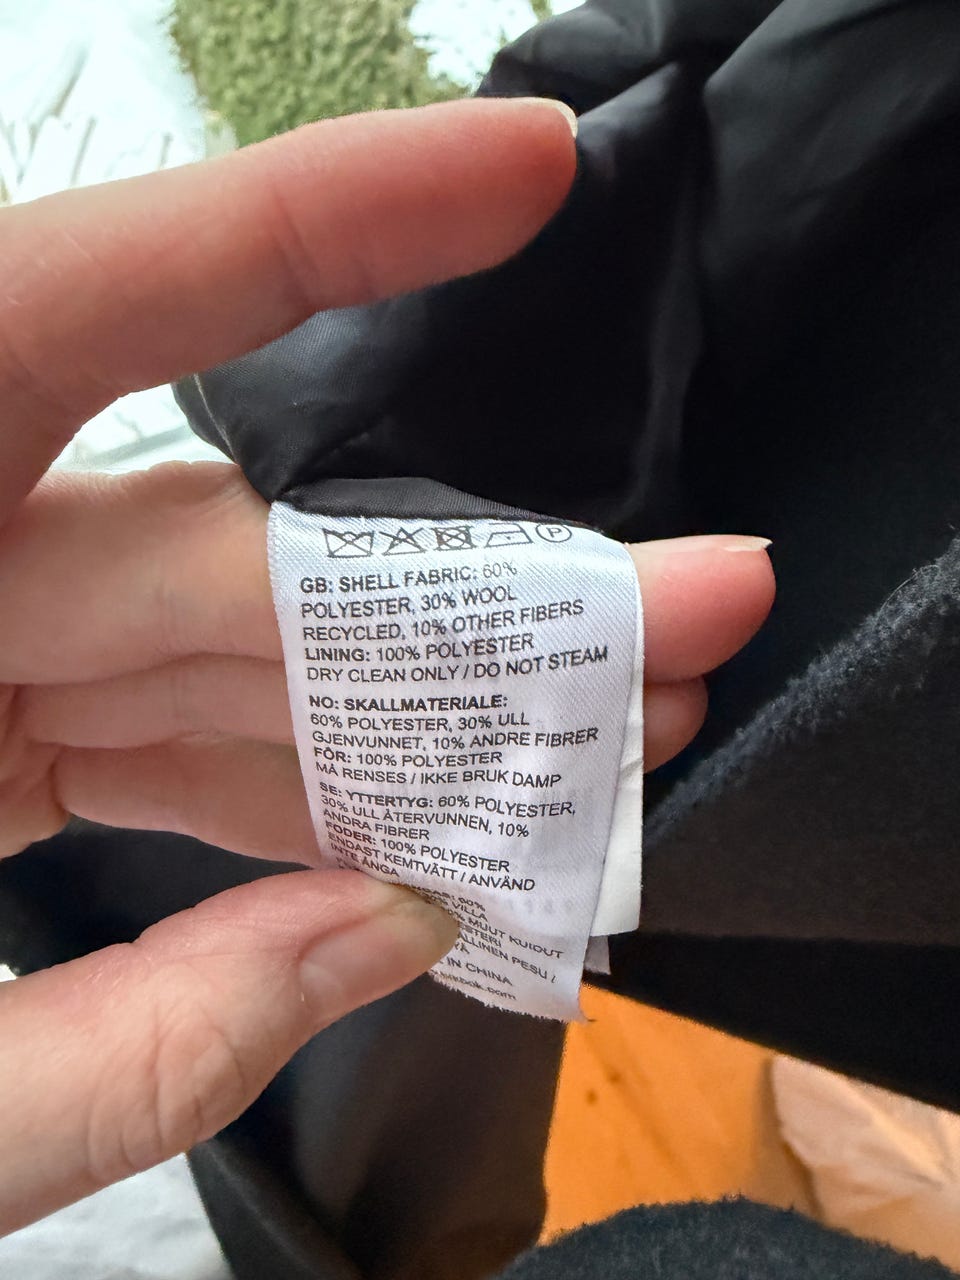 P
GB: SHELL FABRIC: 60%
POLYESTER, 30% WOOL
RECYCLED, 10% OTHER FIBERS
LINING: 100% POLYESTER
DRY CLEAN ONLY / DO NOT STEAM
NO: SKALLMATERIALE:
60% POLYESTER, 30% ULL
GJENVUNNET, 10% ANDRE FIBRER
FÔR: 100% POLYESTER
MÅ RENSES / IKKE BRUK DAMP
SE: YTTERTYG: 60% POLYESTER,
30% ULL ÅTERVUNNEN, 10%
ANDRA FIBRER
FODER: 100% POLYESTER
ENDAST KEMTVÄTT / ANVÄND
INTE ÅNGA
60%
VILLA
MUUT KUIDUT
PESU /
IN CHINA